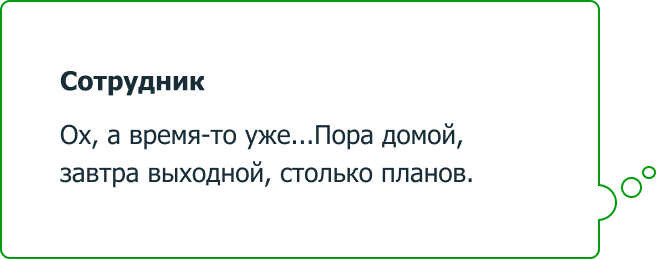 Сотрудник
Ох, а время-то уже...Пора домой,
завтра выходной, столько планов.